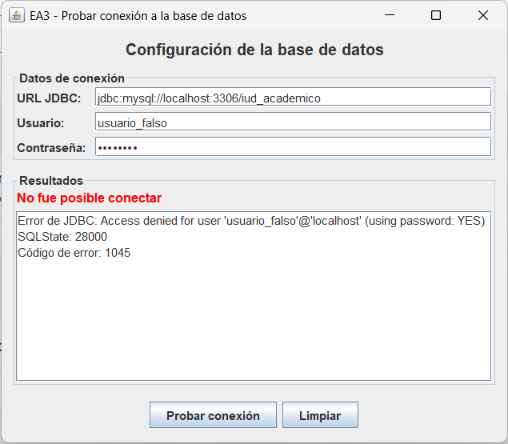 EA3 - Probar conexión a la base de datos
Configuración de la base de datos
Datos de conexión
URL JDBC: jdbc:mysql://localhost:3306/iud_academico
Usuario: usuario_falso
Contraseña: ••••••••
Resultados
No fue posible conectar
Error de JDBC: Access denied for user 'usuario_falso'@'localhost' (using password: YES)
SQLState: 28000
Código de error: 1045
Probar conexión Limpiar